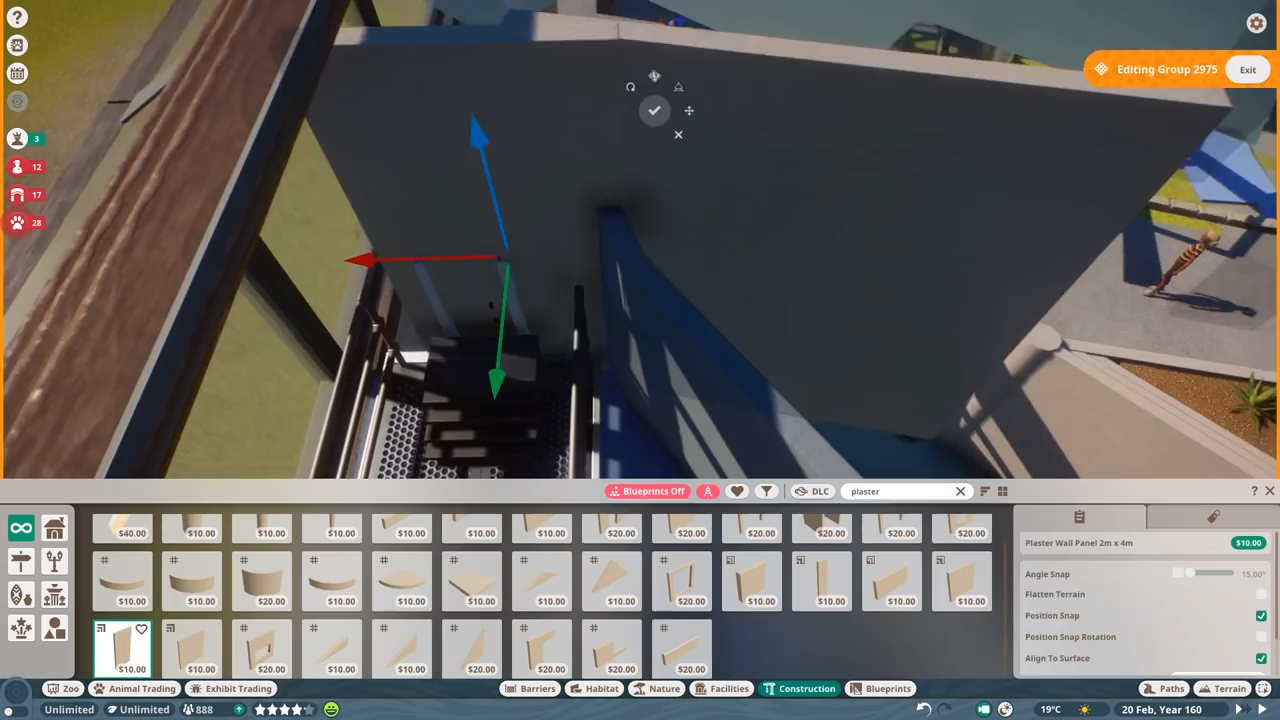 ?
Editing Group 2975 Exit
3
12
17
28
Blueprints Off DLC plaster ? ✕
$40.00 $10.00 $10.00 $10.00 $10.00 $10.00 $10.00 $20.00 $10.00 $20.00 $20.00 $20.00 $20.00
$10.00 $10.00 $20.00 $10.00 $10.00 $10.00 $10.00 $10.00 $20.00 $10.00 $10.00 $10.00 $10.00
$10.00 $10.00 $20.00 $10.00 $10.00 $10.00 $10.00 $10.00 $20.00
Plaster Wall Panel 2m x 4m $10.00
Angle Snap 15.00°
Flatten Terrain
Position Snap
Position Snap Rotation
Align To Surface
Zoo Animal Trading Exhibit Trading Barriers Habitat Nature Facilities Construction Blueprints Paths Terrain
Unlimited Unlimited 888 19°C 20 Feb, Year 160